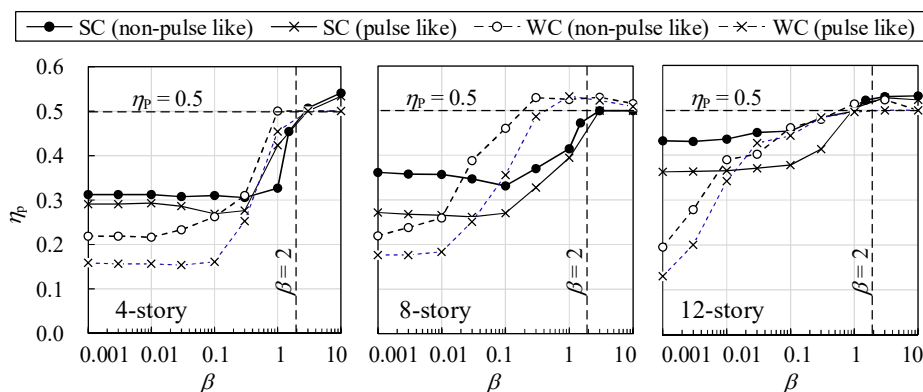 SC (non-pulse like) SC (pulse like) WC (non-pulse like) WC (pulse like)
0.6
0.5
0.4
0.3
0.2
0.1
0.0
ηp
ηP = 0.5
β = 2
4-story
0.001 0.01 0.1 1 10
β
ηP = 0.5
β = 2
8-story
0.001 0.01 0.1 1 10
β
ηP = 0.5
β = 2
12-story
0.001 0.01 0.1 1 10
β